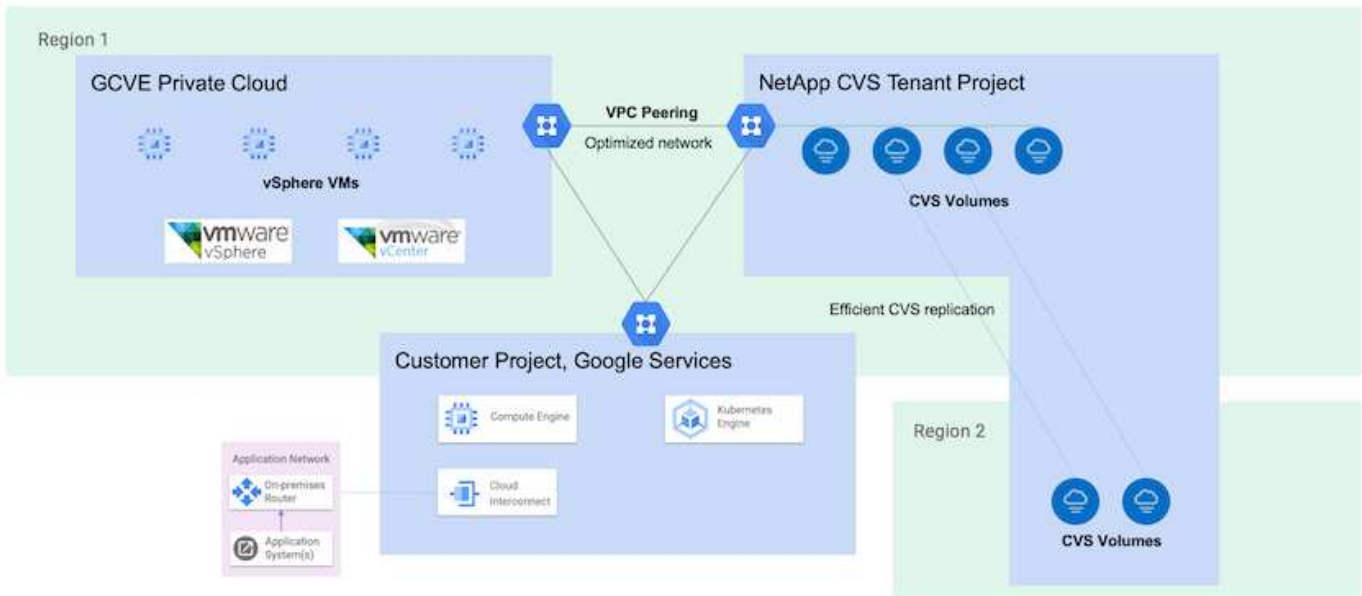 Region 1
GCVE Private Cloud
vSphere VMs
vmware
vSphere
vmware
vCenter
VPC Peering
Optimized network
NetApp CVS Tenant Project
CVS Volumes
Efficient CVS replication
Customer Project, Google Services
Compute Engine
Kubernetes
Engine
Cloud
Interconnect
Application Network
On-premises
Router
Application
System(s)
Region 2
CVS Volumes